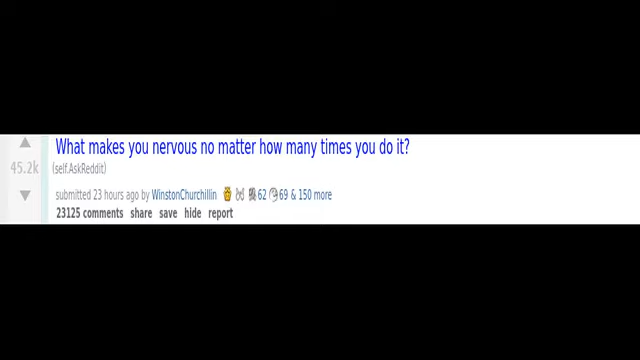 What makes you nervous no matter how many times you do it?
45.2k
(self.AskReddit)
submitted 23 hours ago by WinstonChurchillin 62 69 & 150 more
23125 comments share save hide report